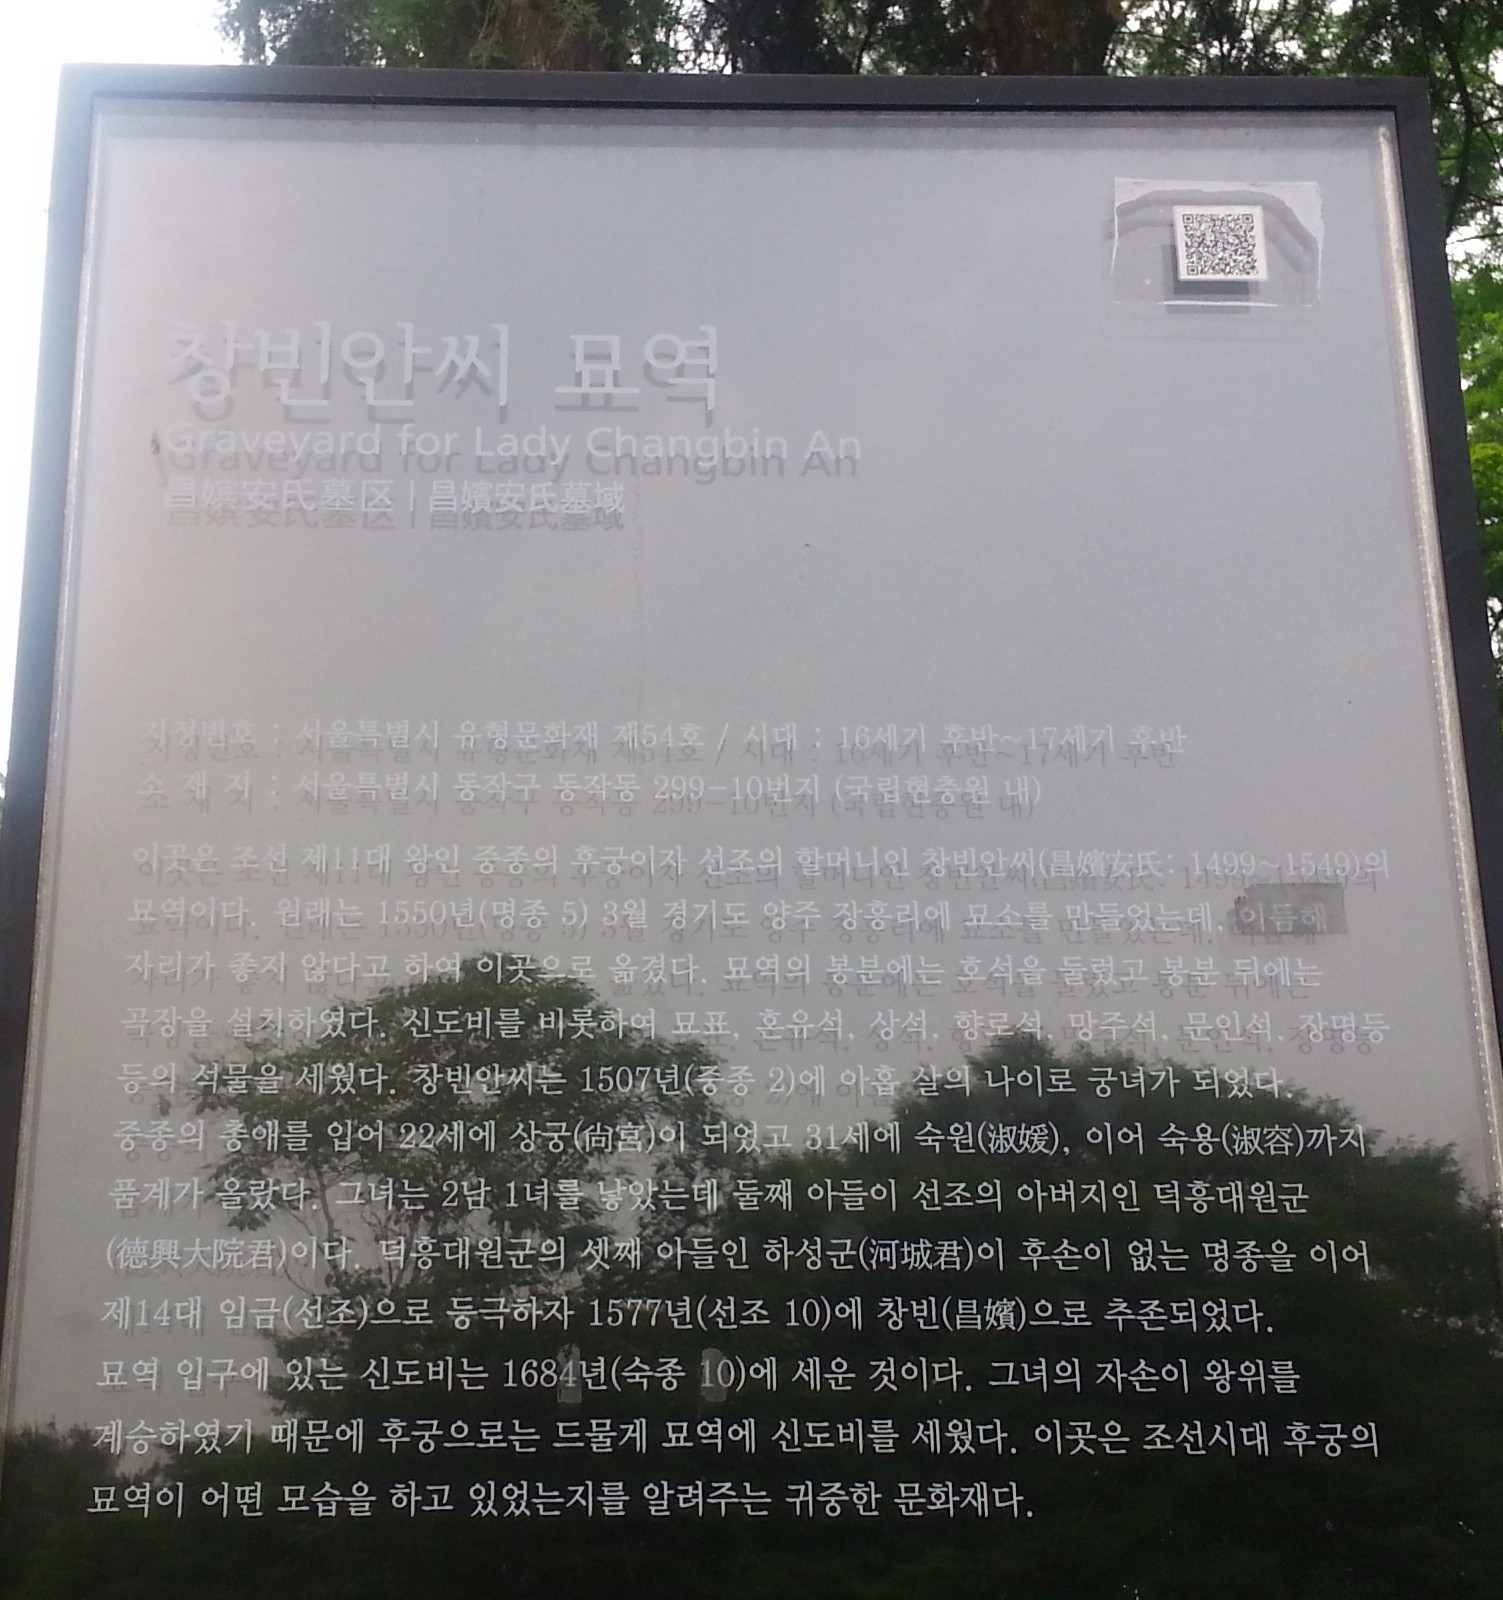 창빈안씨 묘역
Graveyard for Lady Changbin An
昌嫔安氏墓区 | 昌嬪安氏墓域
지정번호 : 서울특별시 유형문화재 제54호 / 시대 : 16세기 후반~17세기 후반
소 재 지 : 서울특별시 동작구 동작동 299-10번지 (국립현충원 내)
이곳은 조선 제11대 왕인 중종의 후궁이자 선조의 할머니인 창빈안씨(昌嬪安氏: 1499~1549)의
묘역이다. 원래는 1550년(명종 5) 3월 경기도 양주 장흥리에 묘소를 만들었는데, 이듬해
자리가 좋지 않다고 하여 이곳으로 옮겼다. 묘역의 봉분에는 호석을 둘렀고 봉분 뒤에는
곡장을 설치하였다. 신도비를 비롯하여 묘표, 혼유석, 상석, 향로석, 망주석, 문인석, 장명등
등의 석물을 세웠다. 창빈안씨는 1507년(중종 2)에 아홉 살의 나이로 궁녀가 되었다.
중종의 총애를 입어 22세에 상궁(尙宮)이 되었고 31세에 숙원(淑媛), 이어 숙용(淑容)까지
품계가 올랐다. 그녀는 2남 1녀를 낳았는데 둘째 아들이 선조의 아버지인 덕흥대원군
(德興大院君)이다. 덕흥대원군의 셋째 아들인 하성군(河城君)이 후손이 없는 명종을 이어
제14대 임금(선조)으로 등극하자 1577년(선조 10)에 창빈(昌嬪)으로 추존되었다.
묘역 입구에 있는 신도비는 1684년(숙종 10)에 세운 것이다. 그녀의 자손이 왕위를
계승하였기 때문에 후궁으로는 드물게 묘역에 신도비를 세웠다. 이곳은 조선시대 후궁의
묘역이 어떤 모습을 하고 있었는지를 알려주는 귀중한 문화재다.